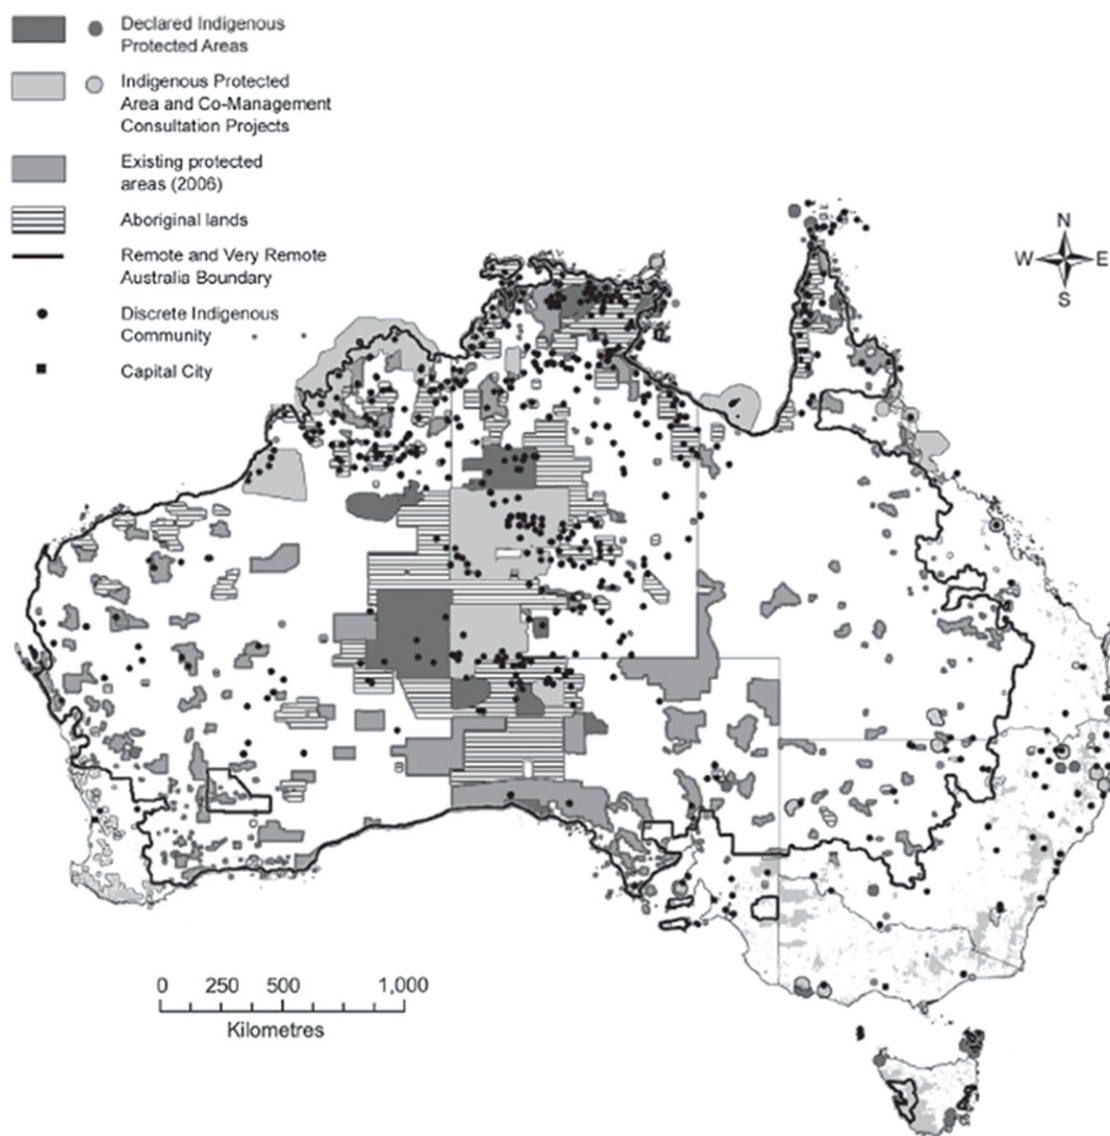 Declared Indigenous
Protected Areas
Indigenous Protected
Area and Co-Management
Consultation Projects
Existing protected
areas (2006)
Aboriginal lands
Remote and Very Remote
Australia Boundary
Discrete Indigenous
Community
Capital City
N
W E
S
0 250 500 1,000
Kilometres